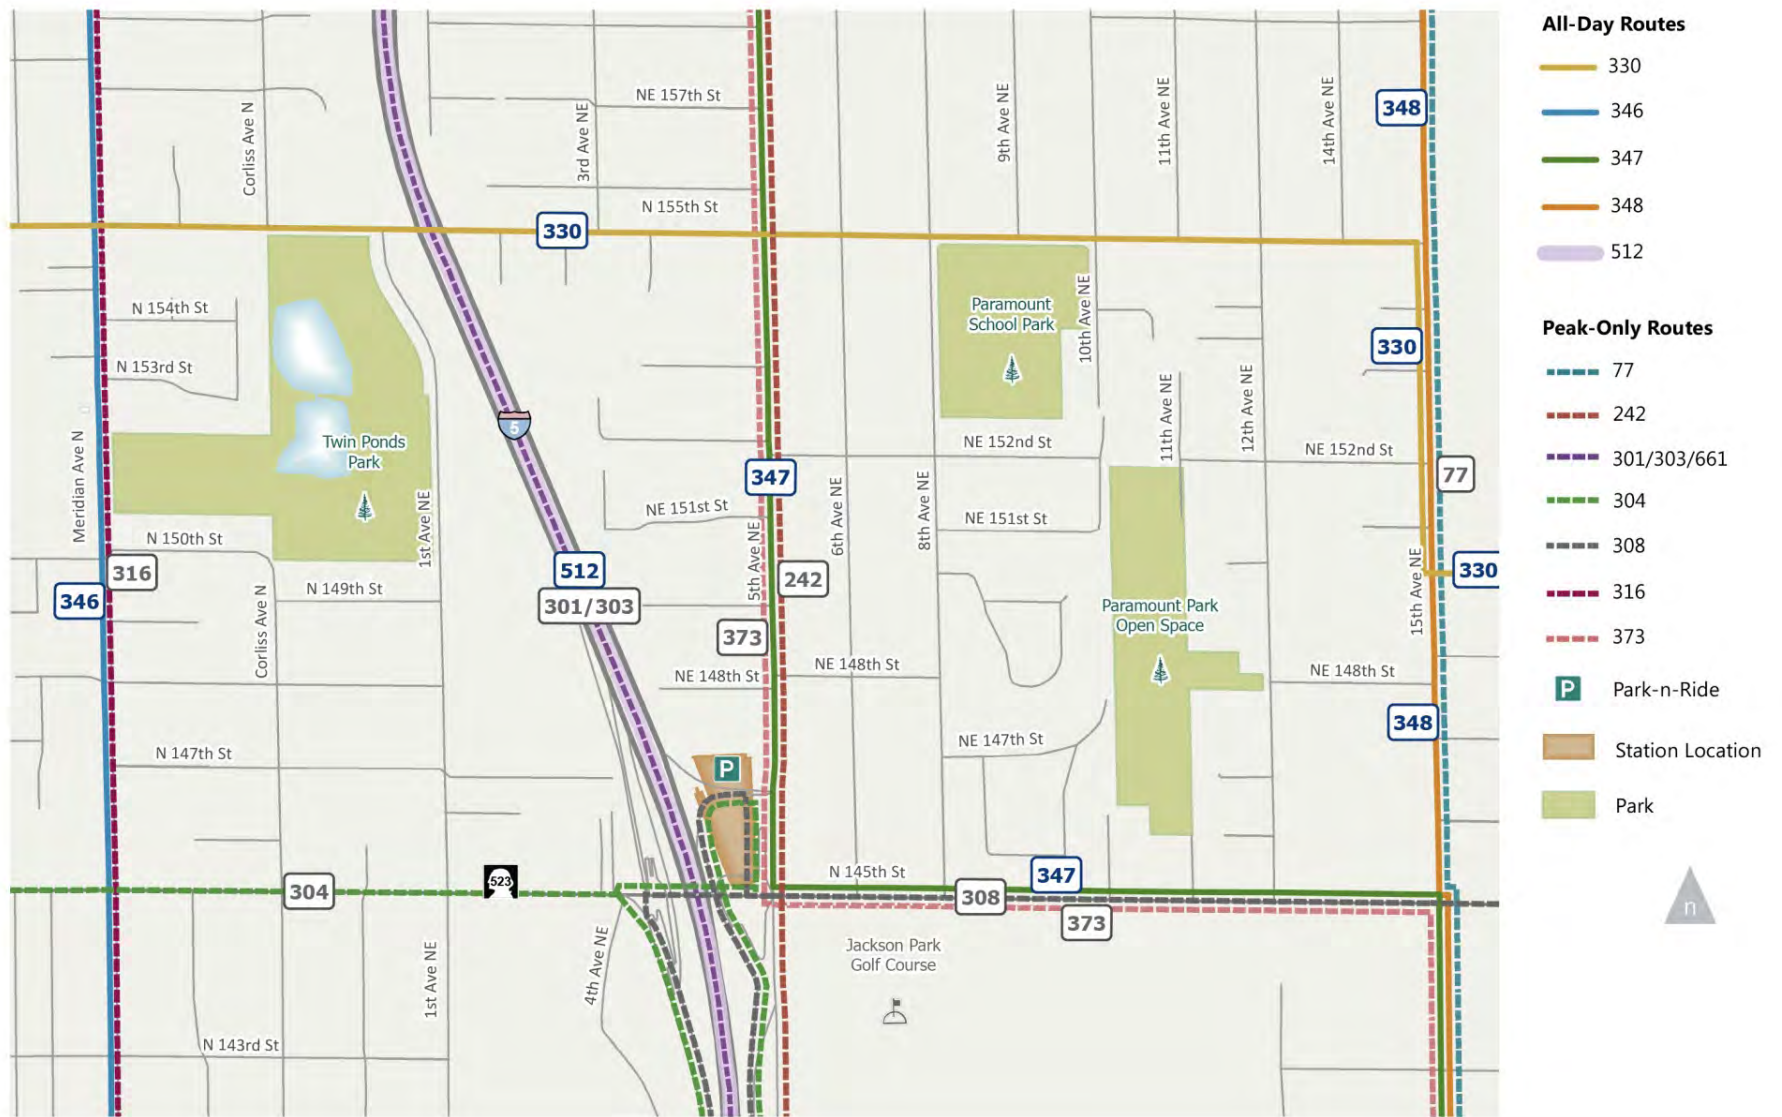 All-Day Routes
330
346
347
348
512
Peak-Only Routes
77
242
301/303/661
304
308
316
373
P Park-n-Ride
Station Location
Park
n
NE 157th St
Corliss Ave N
3rd Ave NE
9th Ave NE
11th Ave NE
14th Ave NE
348
N 155th St
330
N 154th St
N 153rd St
Paramount
School Park
10th Ave NE
330
5
Twin Ponds
Park
Meridian Ave N
NE 152nd St
11th Ave NE
12th Ave NE
NE 152nd St
347
77
NE 151st St
NE 151st St
1st Ave NE
5th Ave NE
6th Ave NE
8th Ave NE
15th Ave NE
N 150th St
316
346
N 149th St
Corliss Ave N
512
301/303
242
330
373
Paramount Park
Open Space
NE 148th St
NE 148th St
NE 148th St
348
N 147th St
NE 147th St
P
N 145th St
347
304
523
308
373
Jackson Park
Golf Course
1st Ave NE
4th Ave NE
N 143rd St